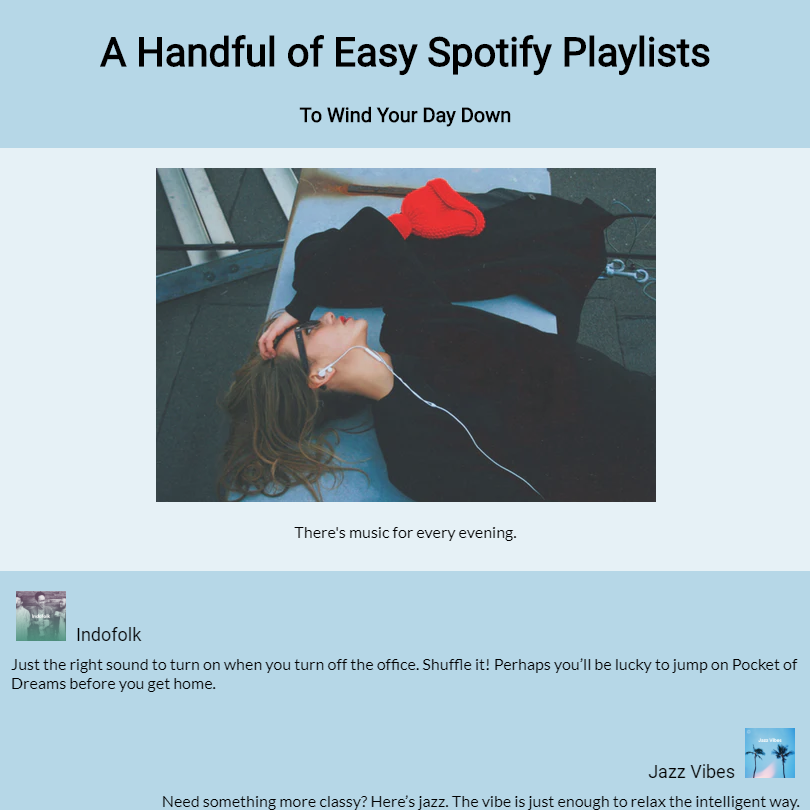 A Handful of Easy Spotify Playlists
To Wind Your Day Down
There's music for every evening.
Indofolk
Indofolk
Just the right sound to turn on when you turn off the office. Shuffle it! Perhaps you’ll be lucky to jump on Pocket of
Dreams before you get home.
Jazz Vibes
Jazz Vibes
Need something more classy? Here’s jazz. The vibe is just enough to relax the intelligent way.